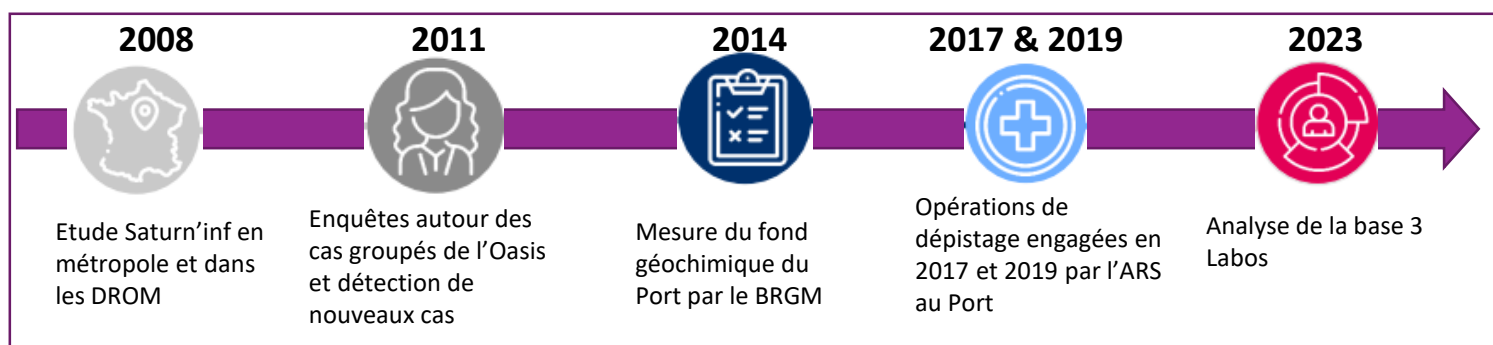 2008
Etude Saturn’inf en
métropole et dans
les DROM
2011
Enquêtes autour des
cas groupés de l’Oasis
et détection de
nouveaux cas
2014
Mesure du fond
géochimique du
Port par le BRGM
2017 & 2019
Opérations de
dépistage engagées en
2017 et 2019 par l’ARS
au Port
2023
Analyse de la base 3
Labos